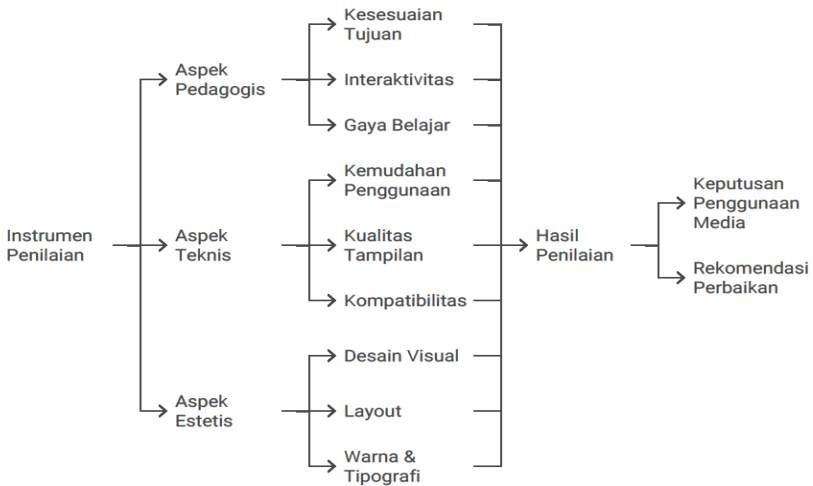 Instrumen
Penilaian
Aspek
Pedagogis
Kesesuaian
Tujuan
Interaktivitas
Gaya Belajar
Aspek
Teknis
Kemudahan
Penggunaan
Kualitas
Tampilan
Kompatibilitas
Aspek
Estetis
Desain Visual
Layout
Warna &
Tipografi
Hasil
Penilaian
Keputusan
Penggunaan
Media
Rekomendasi
Perbaikan